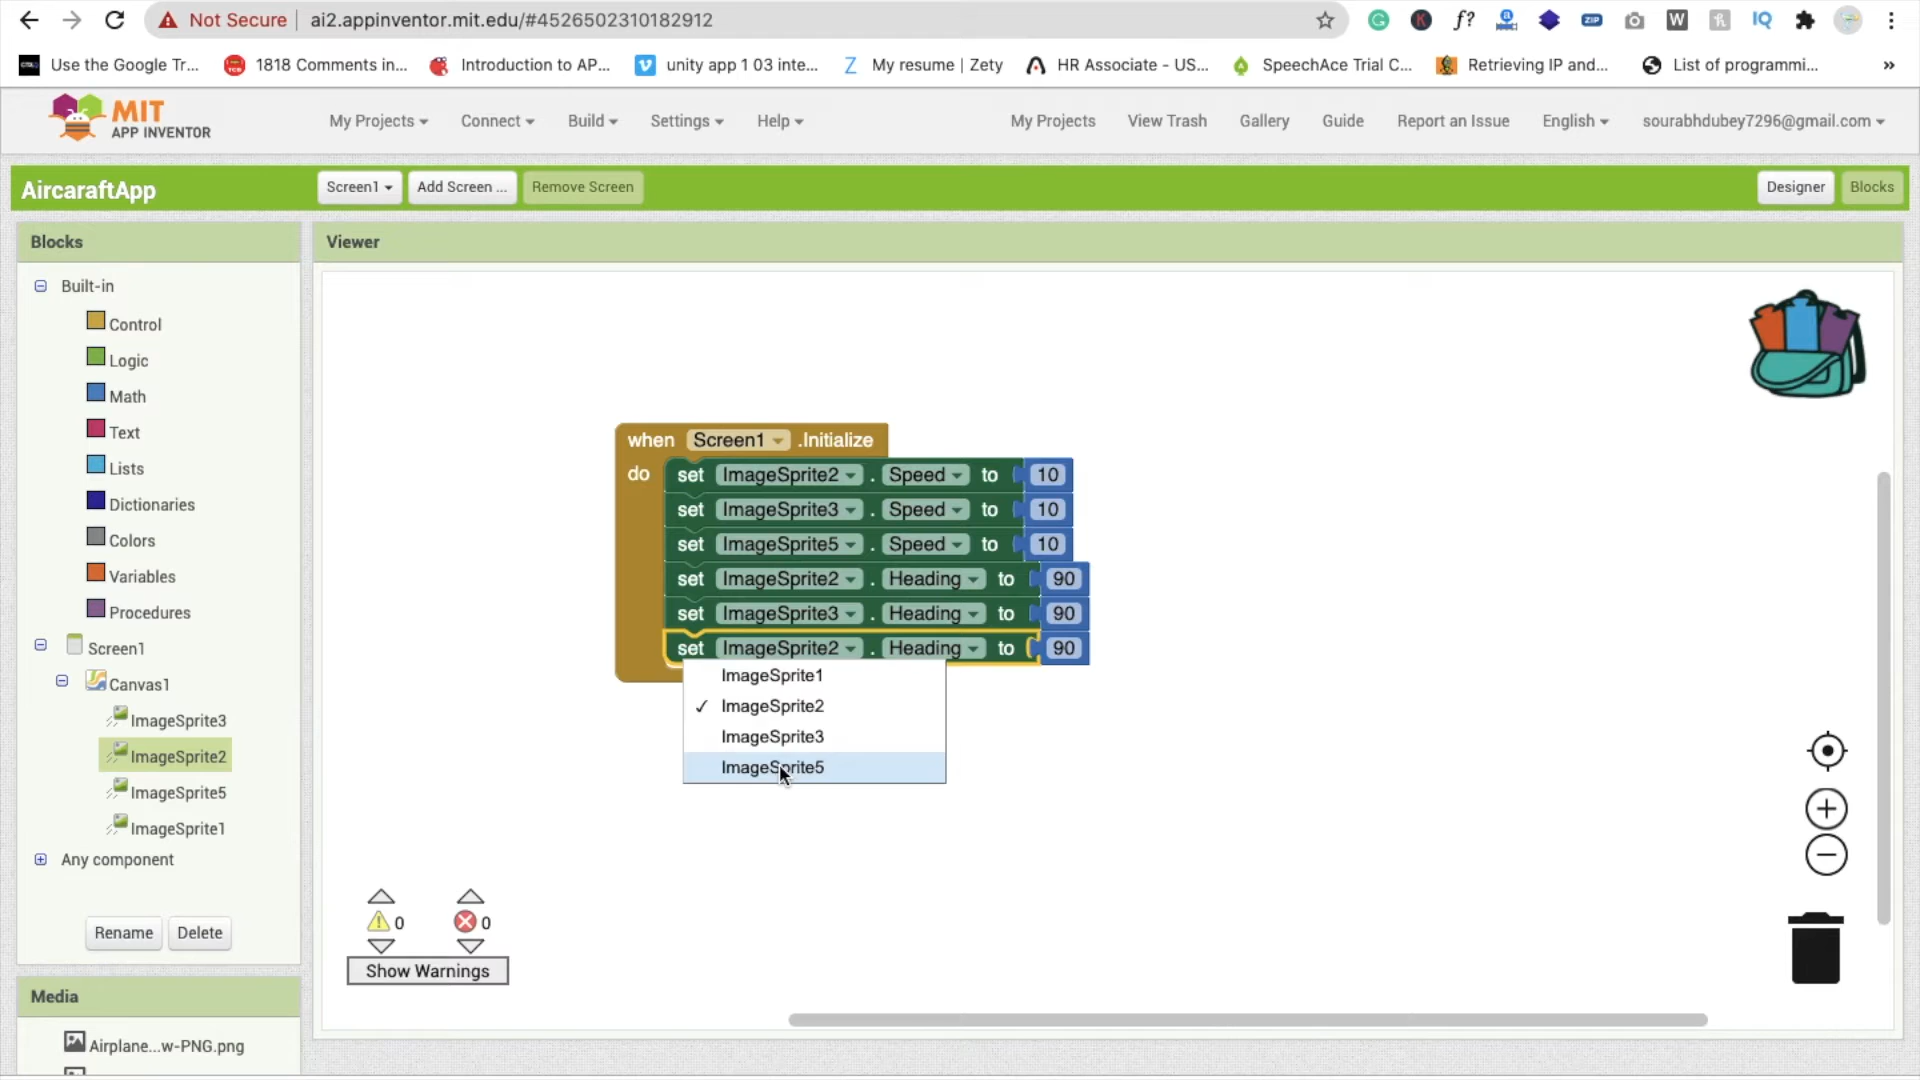 Not Secure ai2.appinventor.mit.edu/#4526502310182912
K f? ZIP W IQ
Use the Google Tr... 1818 Comments in... Introduction to AP... unity app 1 03 inte... Z My resume | Zety HR Associate - US... SpeechAce Trial C... Retrieving IP and... List of programmi... »
MIT
APP INVENTOR
My Projects Connect Build Settings Help My Projects View Trash Gallery Guide Report an Issue English sourabhdubey7296@gmail.com
AircaraftApp Screen1 Add Screen ... Remove Screen Designer Blocks
Blocks
Viewer
Built-in
Control
Logic
Math
Text
Lists
Dictionaries
Colors
Variables
Procedures
Screen1
Canvas1
ImageSprite3
ImageSprite2
ImageSprite5
ImageSprite1
Any component
Rename Delete
Media
Airplane...w-PNG.png
when Screen1 .Initialize
do set ImageSprite2 . Speed to 10
set ImageSprite3 . Speed to 10
set ImageSprite5 . Speed to 10
set ImageSprite2 . Heading to 90
set ImageSprite3 . Heading to 90
set ImageSprite2 . Heading to 90
ImageSprite1
✓ ImageSprite2
ImageSprite3
ImageSprite5
0 0
Show Warnings